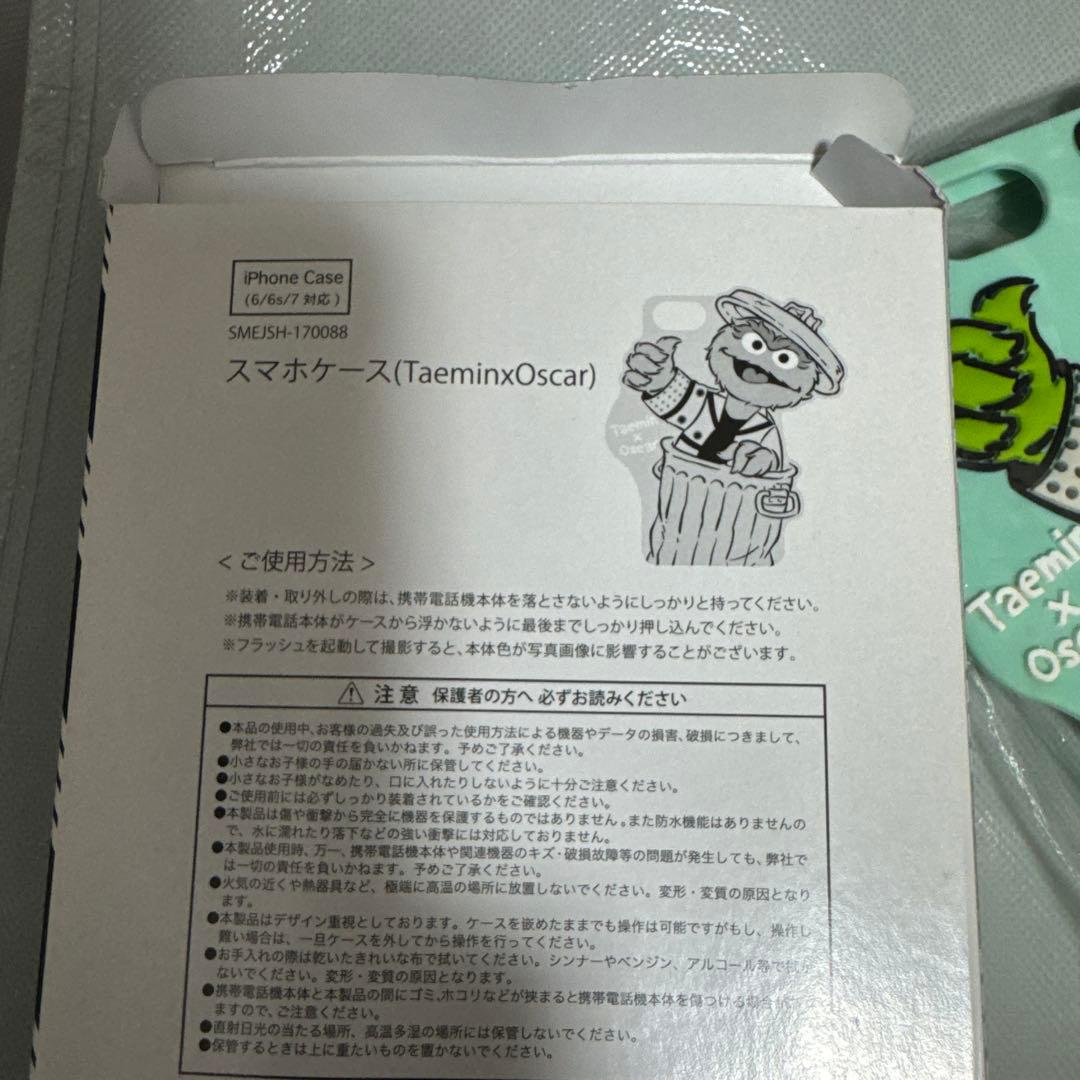 iPhone Case
(6/6s/7 対応)
SMEJSH-170088
スマホケース(TaeminxOscar)
Taemin
×
Oscar
< ご使用方法 >
※装着・取り外しの際は、携帯電話機本体を落とさないようにしっかりと持ってください。
※携帯電話本体がケースから浮かないように最後までしっかり押し込んでください。
※フラッシュを起動して撮影すると、本体色が写真画像に影響することがございます。
⚠ 注意 保護者の方へ 必ずお読みください
●本品の使用中、お客様の過失及び誤った使用方法による機器やデータの損害、破損につきまして、
弊社では一切の責任を負いかねます。予めご了承ください。
●小さなお子様の手の届かない所に保管してください。
●小さなお子様がなめたり、口に入れたりしないように十分ご注意ください。
●ご使用前には必ずしっかり装着されているかをご確認ください。
●本製品は傷や衝撃から完全に機器を保護するものではありません。また防水機能はありませんの
で、水に濡れたり落下などの強い衝撃には対応しておりません。
●本製品使用時、万一、携帯電話機本体や関連機器のキズ・破損故障等の問題が発生しても、弊社で
は一切の責任を負いかねます。予めご了承ください。
●火気の近くや熱器具など、極端に高温の場所に放置しないでください。変形・変質の原因となり
ます。
●本製品はデザイン重視としております。ケースを嵌めたままでも操作は可能ですがもし、操作し
難い場合は、一旦ケースを外してから操作を行ってください。
●お手入れの際は乾いたきれいな布で拭いてください。シンナーやベンジン、アルコール等で拭か
ないでください。変形・変質の原因となります。
●携帯電話機本体と本製品の間にゴミ、ホコリなどが挟まると携帯電話機本体を傷つける場合が
ますので、ご注意ください。
●直射日光の当たる場所、高温多湿の場所には保管しないでください。
●保管するときは上に重たいものを置かないでください。
Taemin
×
Osc